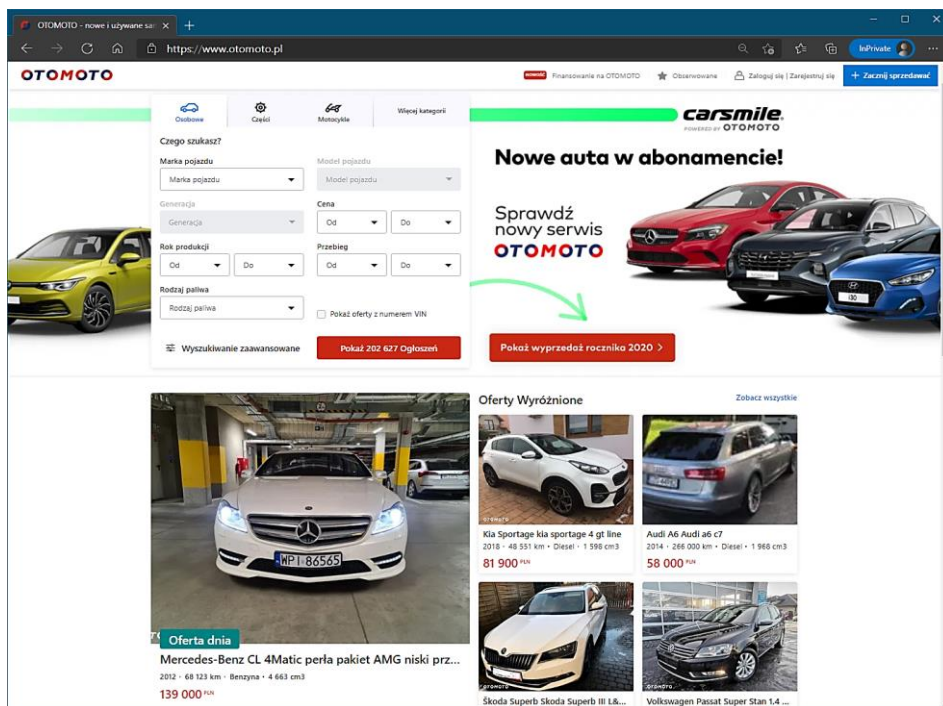 OTOMOTO - nowe i używane sam
https://www.otomoto.pl
InPrivate
OTOMOTO
NOWOŚĆ Finansowanie na OTOMOTO Obserwowane Zaloguj się | Zarejestruj się + Zacznij sprzedawać
Osobowe Części Motocykle Więcej kategorii
Czego szukasz?
Marka pojazdu Model pojazdu
Marka pojazdu Model pojazdu
Generacja Cena
Generacja Od Do
Rok produkcji Przebieg
Od Do Od Do
Rodzaj paliwa
Rodzaj paliwa Pokaż oferty z numerem VIN
Wyszukiwanie zaawansowane Pokaż 202 627 Ogłoszeń
carsmile.
POWERED BY OTOMOTO
Nowe auta w abonamencie!
Sprawdź
nowy serwis
OTOMOTO
i30
Pokaż wyprzedaż rocznika 2020 >
WPI 86565
Oferta dnia
Mercedes-Benz CL 4Matic perła pakiet AMG niski prz...
2012 · 68 123 km · Benzyna · 4 663 cm3
139 000 PLN
Oferty Wyróżnione Zobacz wszystkie
OTOMOTO
Kia Sportage kia sportage 4 gt line
2018 · 48 551 km · Diesel · 1 598 cm3
81 900 PLN
Audi A6 Audi a6 c7
2014 · 266 000 km · Diesel · 1 968 cm3
58 000 PLN
OTOMOTO
Škoda Superb Skoda Superb III L&...
OTOMOTO
Volkswagen Passat Super Stan 1.4 ...